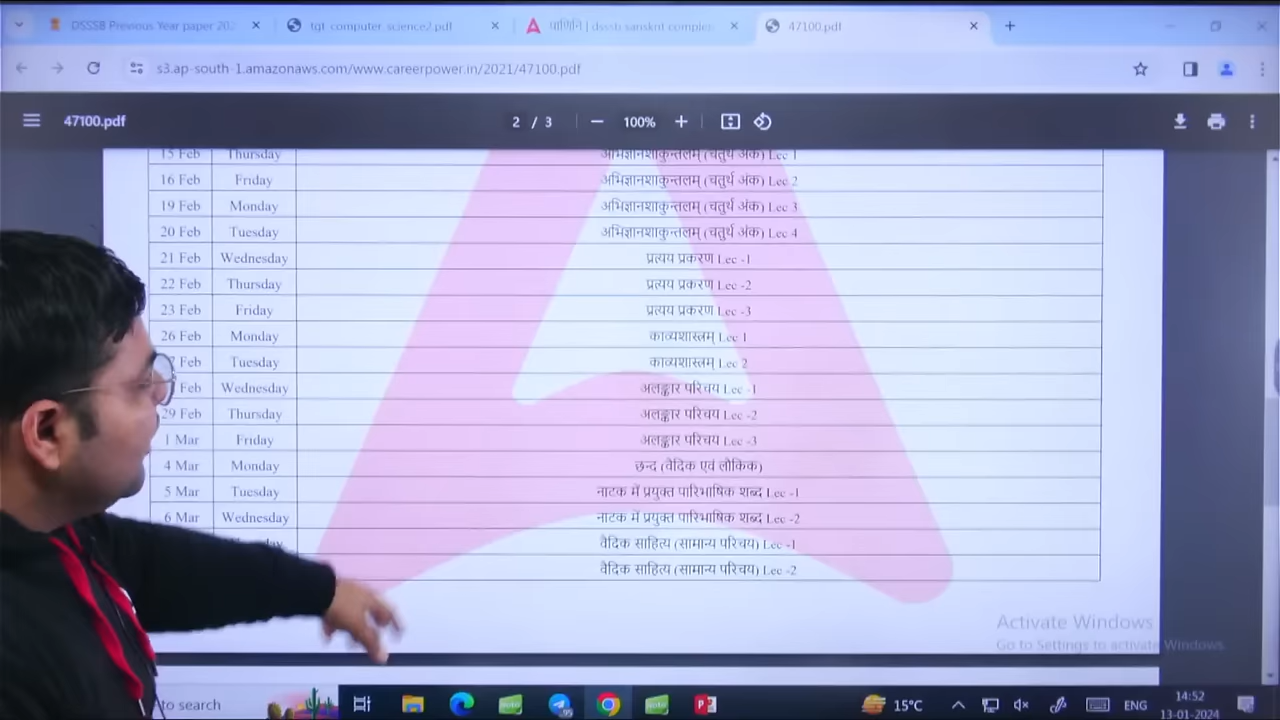 DSSSB Previous Year paper 202
tgt computer science2.pdf
पाणिनि | dsssb sanskrit complet
47100.pdf
s3.ap-south-1.amazonaws.com/www.careerpower.in/2021/47100.pdf
47100.pdf
2 / 3
100%
15 Feb Thursday अभिज्ञानशाकुन्तलम् (चतुर्थ अंक) Lec 1
16 Feb Friday अभिज्ञानशाकुन्तलम् (चतुर्थ अंक) Lec 2
19 Feb Monday अभिज्ञानशाकुन्तलम् (चतुर्थ अंक) Lec 3
20 Feb Tuesday अभिज्ञानशाकुन्तलम् (चतुर्थ अंक) Lec 4
21 Feb Wednesday प्रत्यय प्रकरण Lec -1
22 Feb Thursday प्रत्यय प्रकरण Lec -2
23 Feb Friday प्रत्यय प्रकरण Lec -3
26 Feb Monday काव्यशास्त्रम् Lec 1
Feb Tuesday काव्यशास्त्रम् Lec 2
Feb Wednesday अलङ्कार परिचय Lec -1
29 Feb Thursday अलङ्कार परिचय Lec -2
1 Mar Friday अलङ्कार परिचय Lec -3
4 Mar Monday छन्द (वैदिक एवं लौकिक)
5 Mar Tuesday नाटक में प्रयुक्त पारिभाषिक शब्द Lec -1
6 Mar Wednesday नाटक में प्रयुक्त पारिभाषिक शब्द Lec -2
वैदिक साहित्य (सामान्य परिचय) Lec -1
वैदिक साहित्य (सामान्य परिचय) Lec -2
Activate Windows
Go to Settings to activate Windows.
to search
15°C
ENG
14:52
13-01-2024